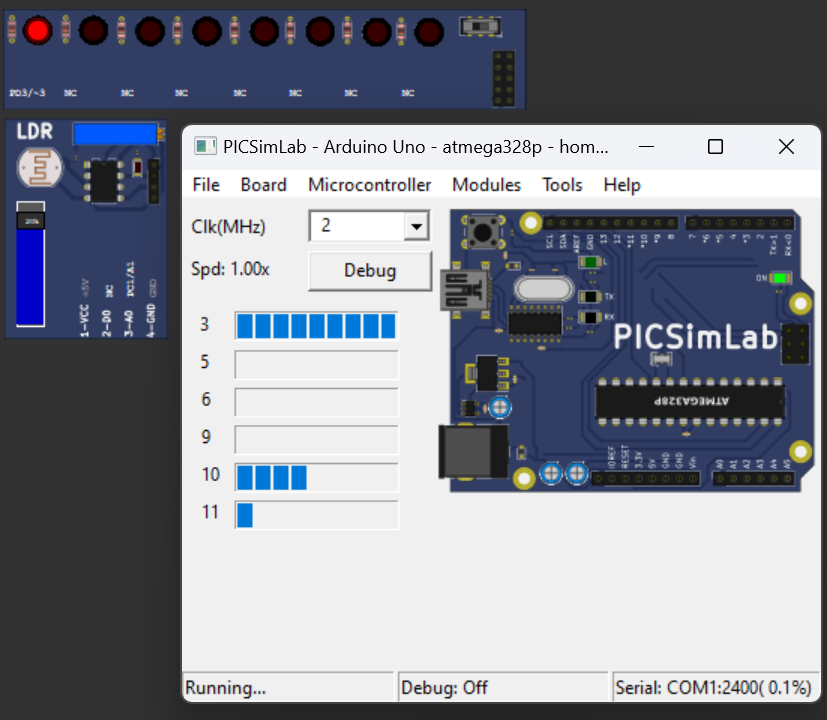 PD3/~3 NC NC NC NC NC NC NC
LDR
1-VCC +5V
2-D0 NC
3-A0 PC1/A1
4-GND GND
PICSimLab - Arduino Uno - atmega328p - hom...
File Board Microcontroller Modules Tools Help
Clk(MHz) 2
Spd: 1.00x Debug
3
5
6
9
10
11
SCL SDA AREF GND 13 12 ~11 ~10 ~9 8 7 ~6 ~5 4 ~3 2 TX>1 RX<0
L
TX
RX
ON
PICSimLab
ATMEGA328P
IOREF RESET 3.3V 5V GND GND Vin A0 A1 A2 A3 A4 A5
Running... Debug: Off Serial: COM1:2400( 0.1%)